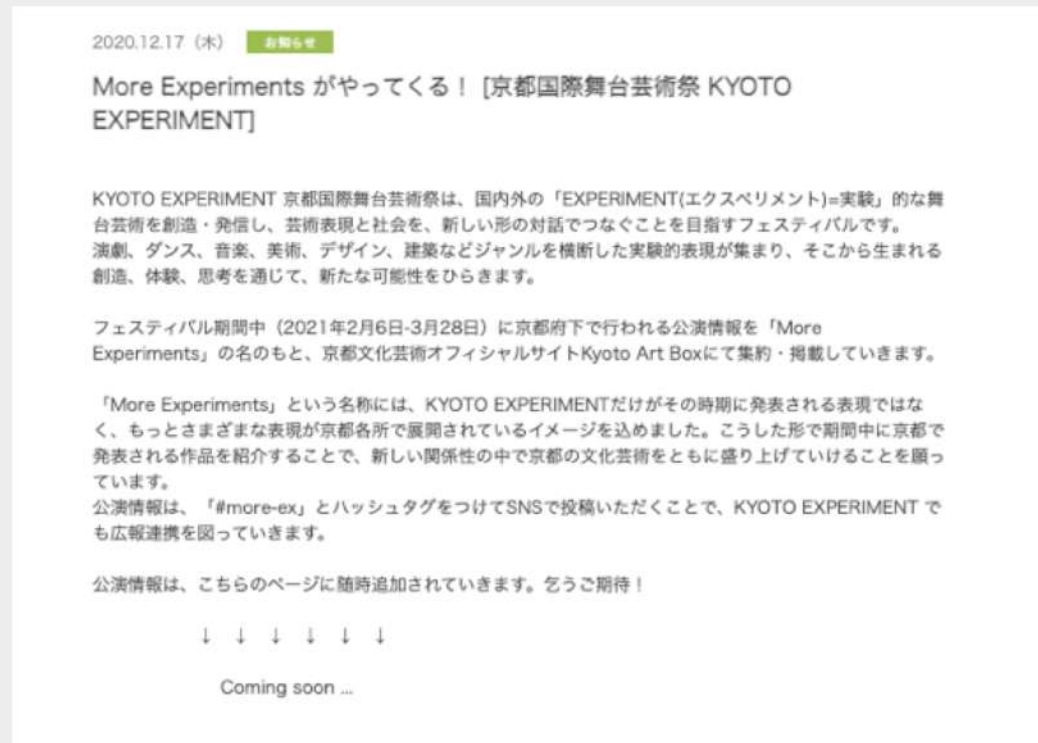 2020.12.17（木） お知らせ
More Experiments がやってくる！ [京都国際舞台芸術祭 KYOTO
EXPERIMENT]
KYOTO EXPERIMENT 京都国際舞台芸術祭は、国内外の「EXPERIMENT(エクスペリメント)=実験」的な舞
台芸術を創造・発信し、芸術表現と社会を、新しい形の対話でつなぐことを目指すフェスティバルです。
演劇、ダンス、音楽、美術、デザイン、建築などジャンルを横断した実験的表現が集まり、そこから生まれる
創造、体験、思考を通じて、新たな可能性をひらきます。
フェスティバル期間中（2021年2月6日-3月28日）に京都府下で行われる公演情報を「More
Experiments」の名のもと、京都文化芸術オフィシャルサイトKyoto Art Boxにて集約・掲載していきます。
「More Experiments」という名称には、KYOTO EXPERIMENTだけがその時期に発表される表現ではな
く、もっとさまざまな表現が京都各所で展開されているイメージを込めました。こうした形で期間中に京都で
発表される作品を紹介することで、新しい関係性の中で京都の文化芸術をともに盛り上げていけることを願っ
ています。
公演情報は、「#more-ex」とハッシュタグをつけてSNSで投稿いただくことで、KYOTO EXPERIMENT で
も広報連携を図っていきます。
公演情報は、こちらのページに随時追加されていきます。乞うご期待！
↓ ↓ ↓ ↓ ↓ ↓
Coming soon ...